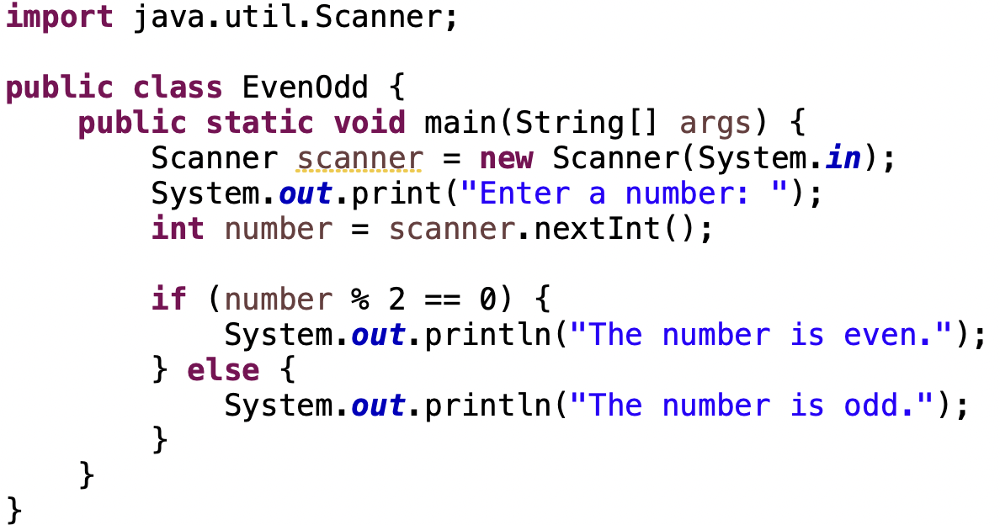 import java.util.Scanner;

public class EvenOdd {
    public static void main(String[] args) {
        Scanner scanner = new Scanner(System.in);
        System.out.print("Enter a number: ");
        int number = scanner.nextInt();

        if (number % 2 == 0) {
            System.out.println("The number is even.");
        } else {
            System.out.println("The number is odd.");
        }
    }
}